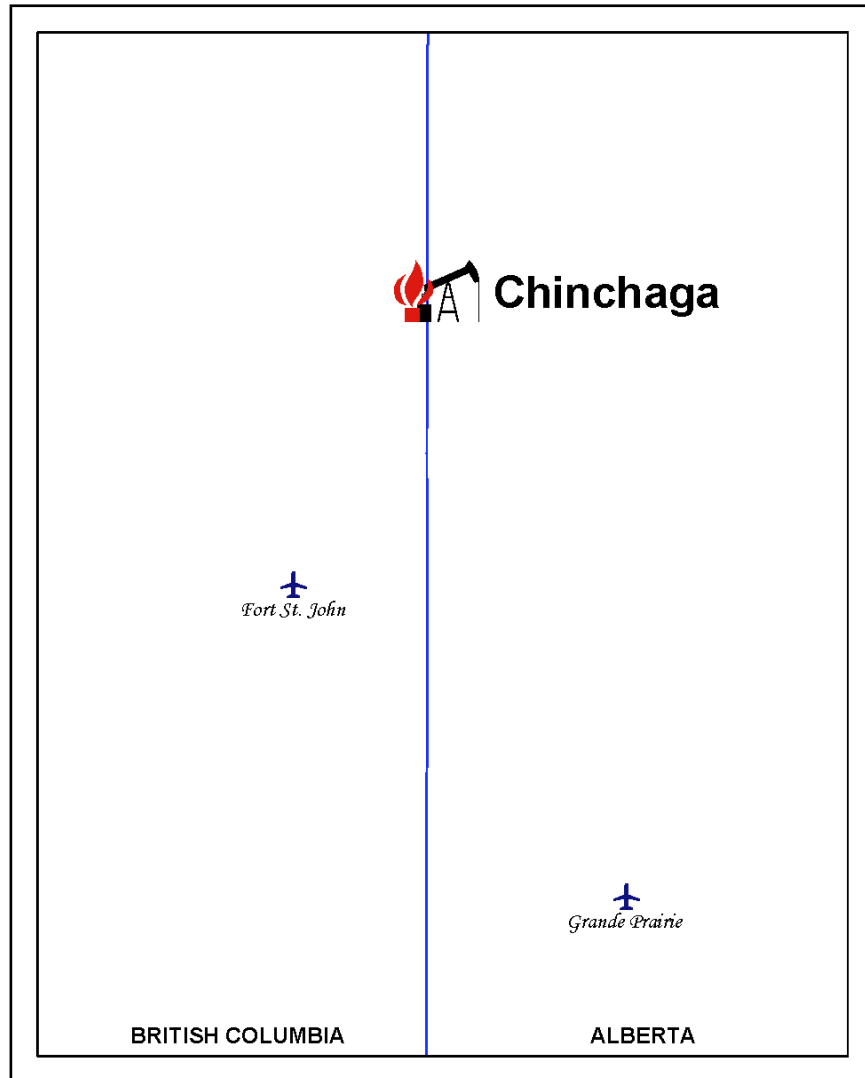 Chinchaga
Fort St. John
Grande Prairie
BRITISH COLUMBIA
ALBERTA